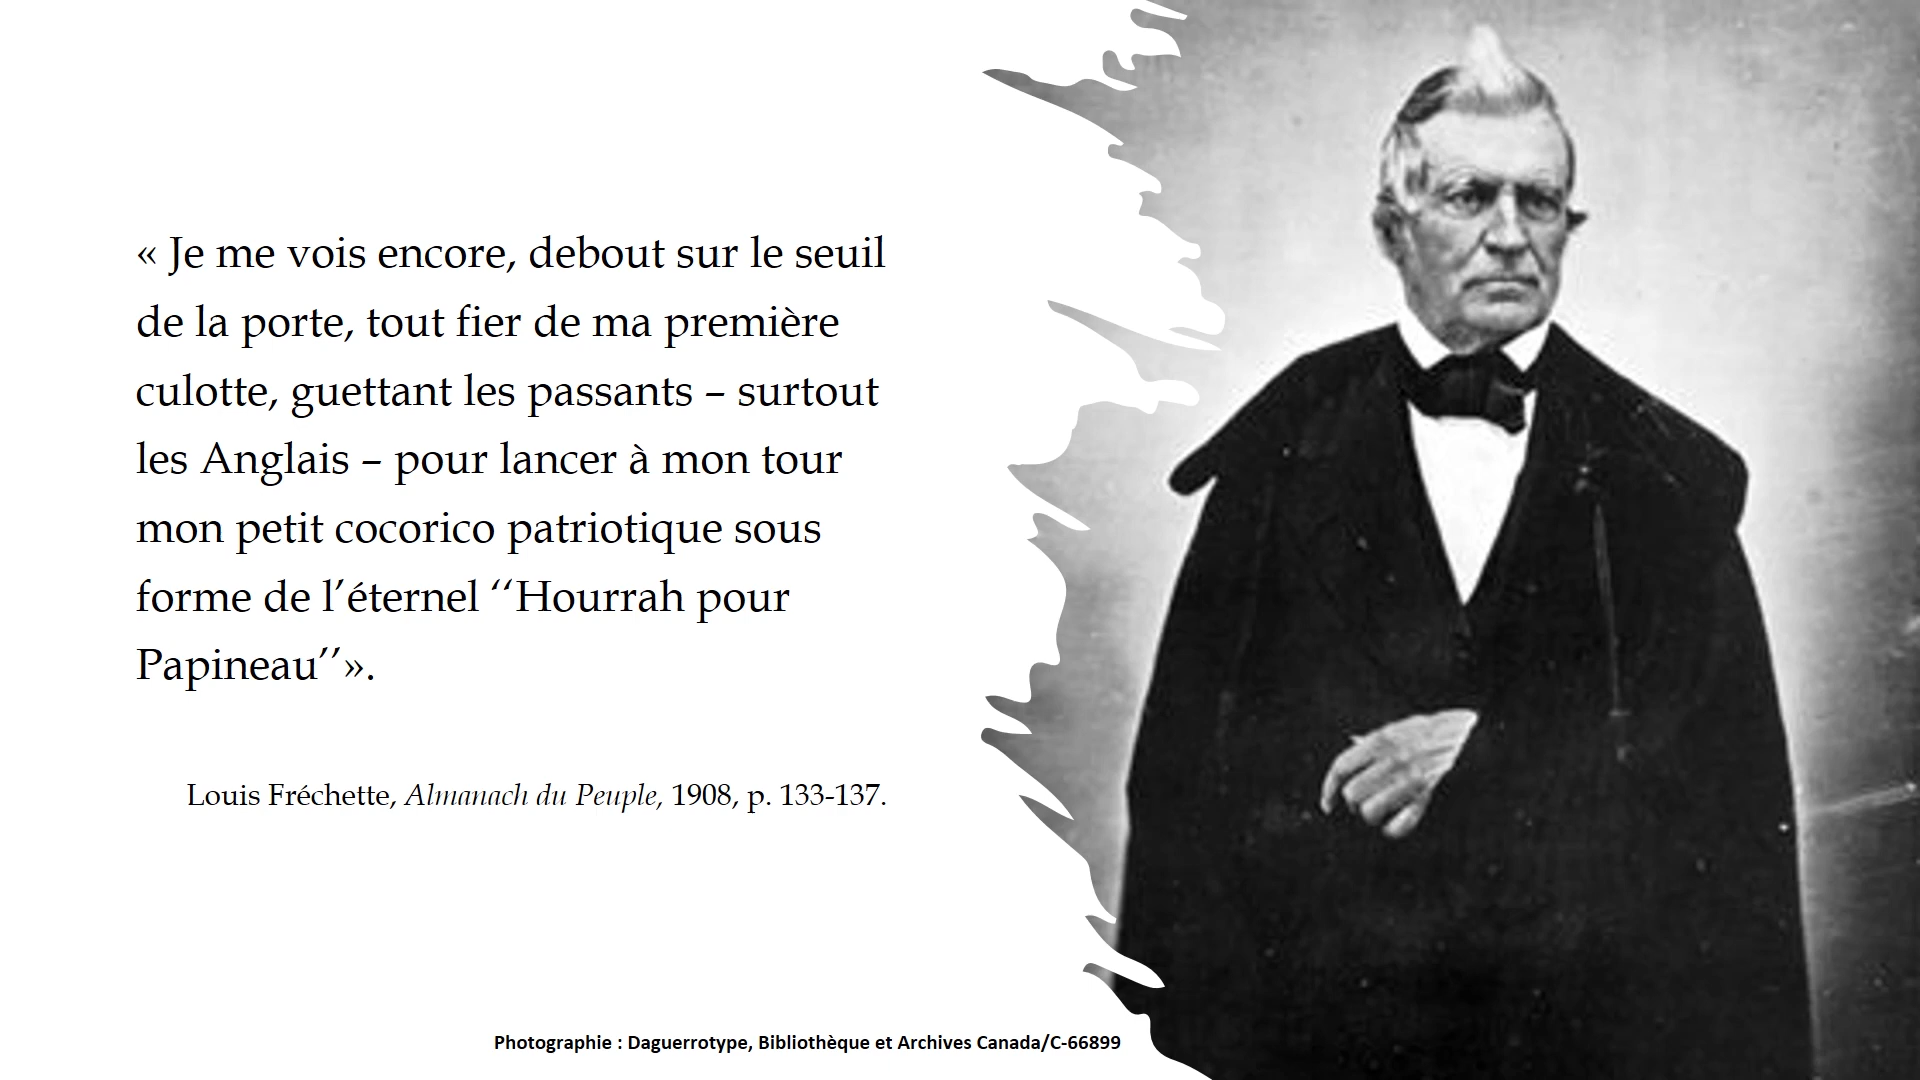 « Je me vois encore, debout sur le seuil
de la porte, tout fier de ma première
culotte, guettant les passants – surtout
les Anglais – pour lancer à mon tour
mon petit cocorico patriotique sous
forme de l’éternel ‘‘Hourrah pour
Papineau’’».
Louis Fréchette, Almanach du Peuple, 1908, p. 133-137.
Photographie : Daguerrotype, Bibliothèque et Archives Canada/C-66899